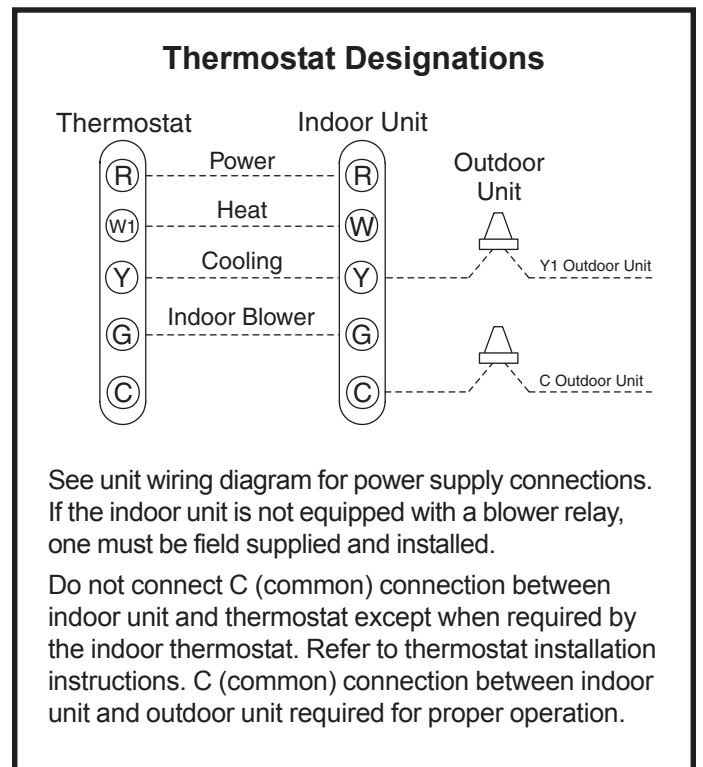 Thermostat Designations
Thermostat
Indoor Unit
Outdoor
Unit
R Power R
W1 Heat W
Y Cooling Y
Y1 Outdoor Unit
G Indoor Blower G
C C
C Outdoor Unit
See unit wiring diagram for power supply connections.
If the indoor unit is not equipped with a blower relay,
one must be field supplied and installed.
Do not connect C (common) connection between
indoor unit and thermostat except when required by
the indoor thermostat. Refer to thermostat installation
instructions. C (common) connection between indoor
unit and outdoor unit required for proper operation.